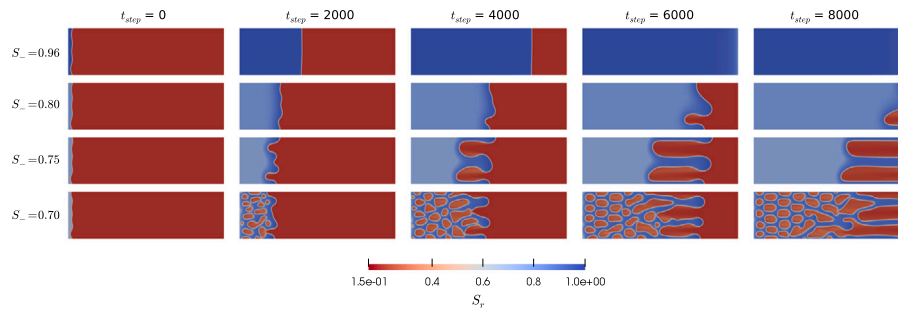 t_step = 0 t_step = 2000 t_step = 4000 t_step = 6000 t_step = 8000
S_−=0.96
S_−=0.80
S_−=0.75
S_−=0.70
1.5e-01 0.4 0.6 0.8 1.0e+00
S_r